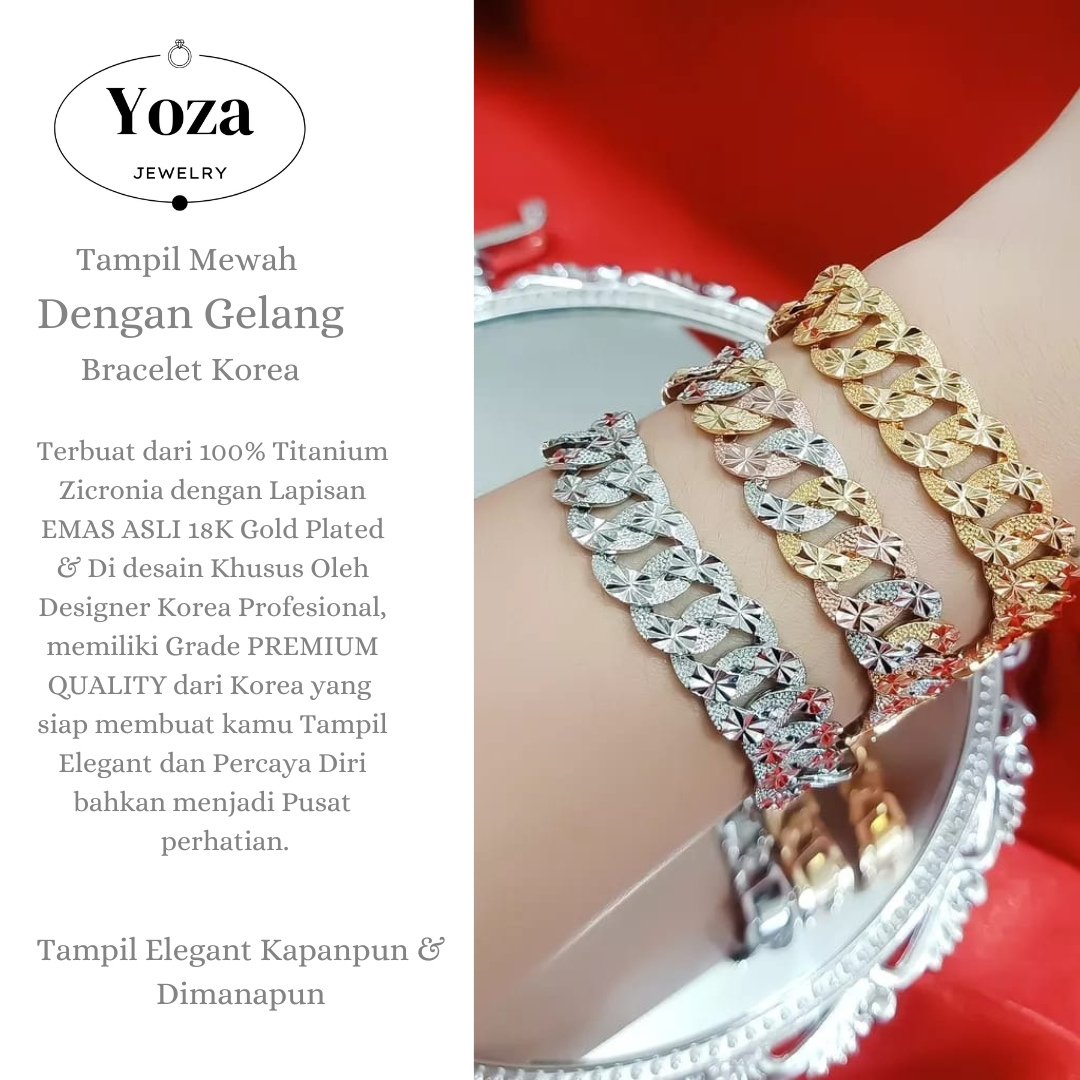 Yoza
JEWELRY
Tampil Mewah
Dengan Gelang
Bracelet Korea
Terbuat dari 100% Titanium
Zicronia dengan Lapisan
EMAS ASLI 18K Gold Plated
& Di desain Khusus Oleh
Designer Korea Profesional,
memiliki Grade PREMIUM
QUALITY dari Korea yang
siap membuat kamu Tampil
Elegant dan Percaya Diri
bahkan menjadi Pusat
perhatian.
Tampil Elegant Kapanpun &
Dimanapun